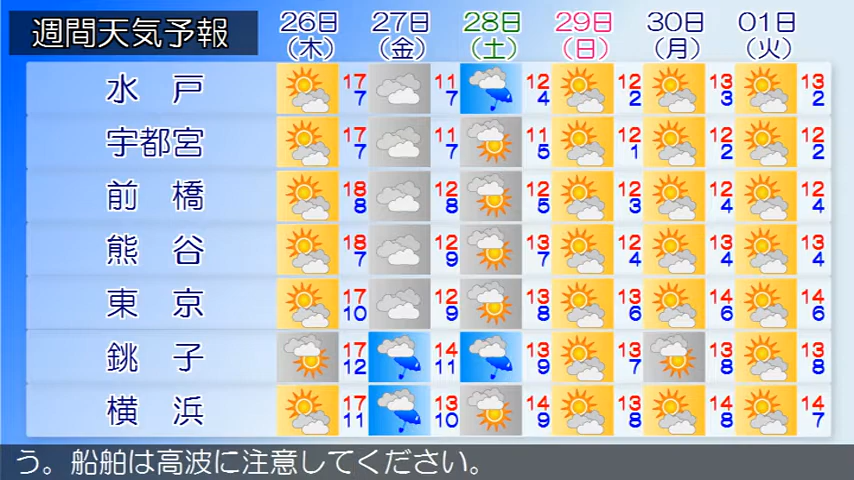 週間天気予報
26日 27日 28日 29日 30日 01日
(木) (金) (土) (日) (月) (火)
水戸 17 7 11 7 12 4 12 2 13 3 13 2
宇都宮 17 7 11 7 11 5 12 1 12 2 12 2
前橋 18 8 12 8 12 5 12 3 12 4 12 4
熊谷 18 7 12 9 13 7 12 4 13 4 13 4
東京 17 10 12 9 13 8 13 6 14 6 14 6
銚子 17 12 14 11 13 9 13 7 13 8 13 8
横浜 17 11 13 10 14 9 13 8 14 8 14 7
う。船舶は高波に注意してください。